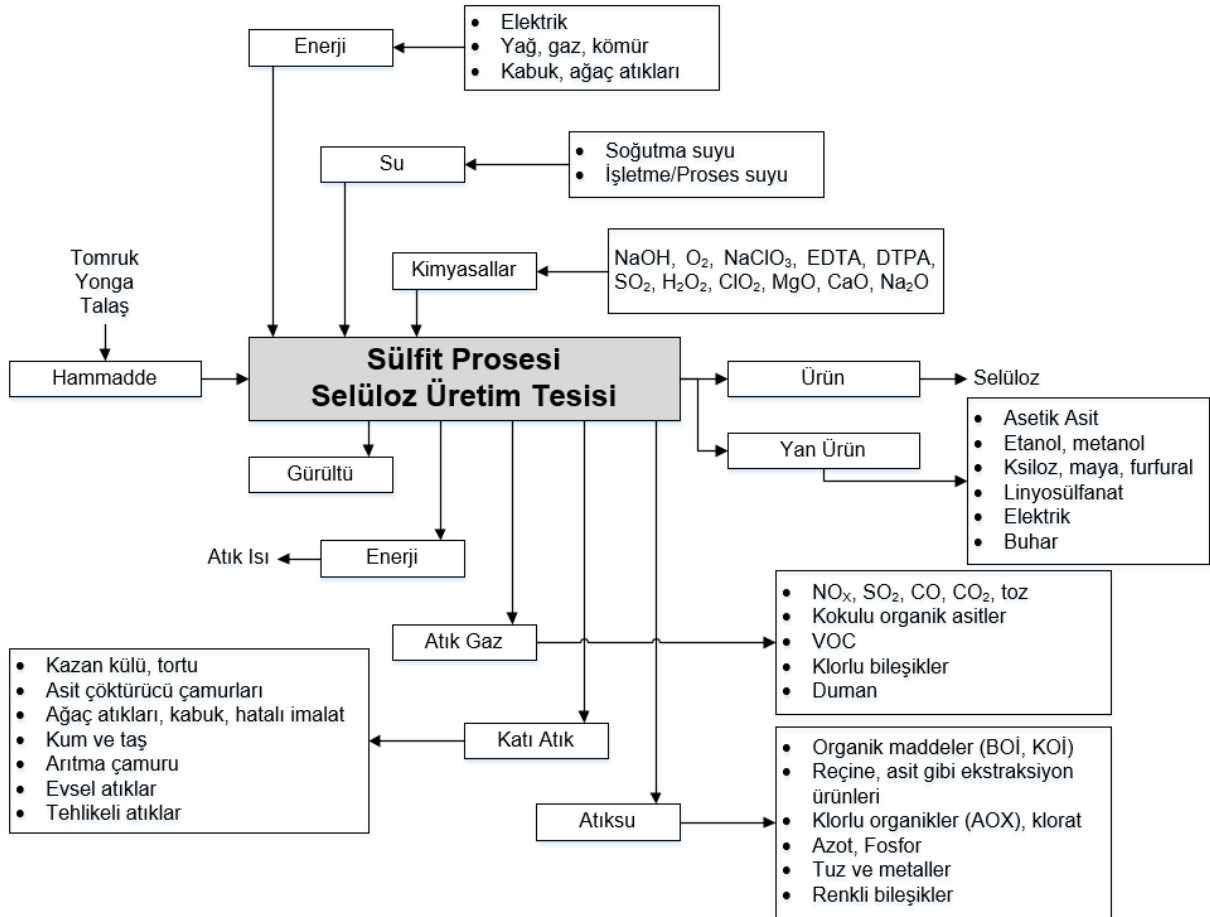 Enerji
• Elektrik
• Yağ, gaz, kömür
• Kabuk, ağaç atıkları
Su
• Soğutma suyu
• İşletme/Proses suyu
Kimyasallar
NaOH, O₂, NaClO₃, EDTA, DTPA,
SO₂, H₂O₂, ClO₂, MgO, CaO, Na₂O
Tomruk
Yonga
Talaş
Hammadde
Sülfit Prosesi
Selüloz Üretim Tesisi
Ürün
Selüloz
Yan Ürün
• Asetik Asit
• Etanol, metanol
• Ksiloz, maya, furfural
• Linyosülfanat
• Elektrik
• Buhar
Gürültü
Enerji
Atık Isı
Atık Gaz
• NOₓ, SO₂, CO, CO₂, toz
• Kokulu organik asitler
• VOC
• Klorlu bileşikler
• Duman
Katı Atık
• Kazan külü, tortu
• Asit çöktürücü çamurları
• Ağaç atıkları, kabuk, hatalı imalat
• Kum ve taş
• Arıtma çamuru
• Evsel atıklar
• Tehlikeli atıklar
Atıksu
• Organik maddeler (BOİ, KOİ)
• Reçine, asit gibi ekstraksiyon
ürünleri
• Klorlu organikler (AOX), klorat
• Azot, Fosfor
• Tuz ve metaller
• Renkli bileşikler